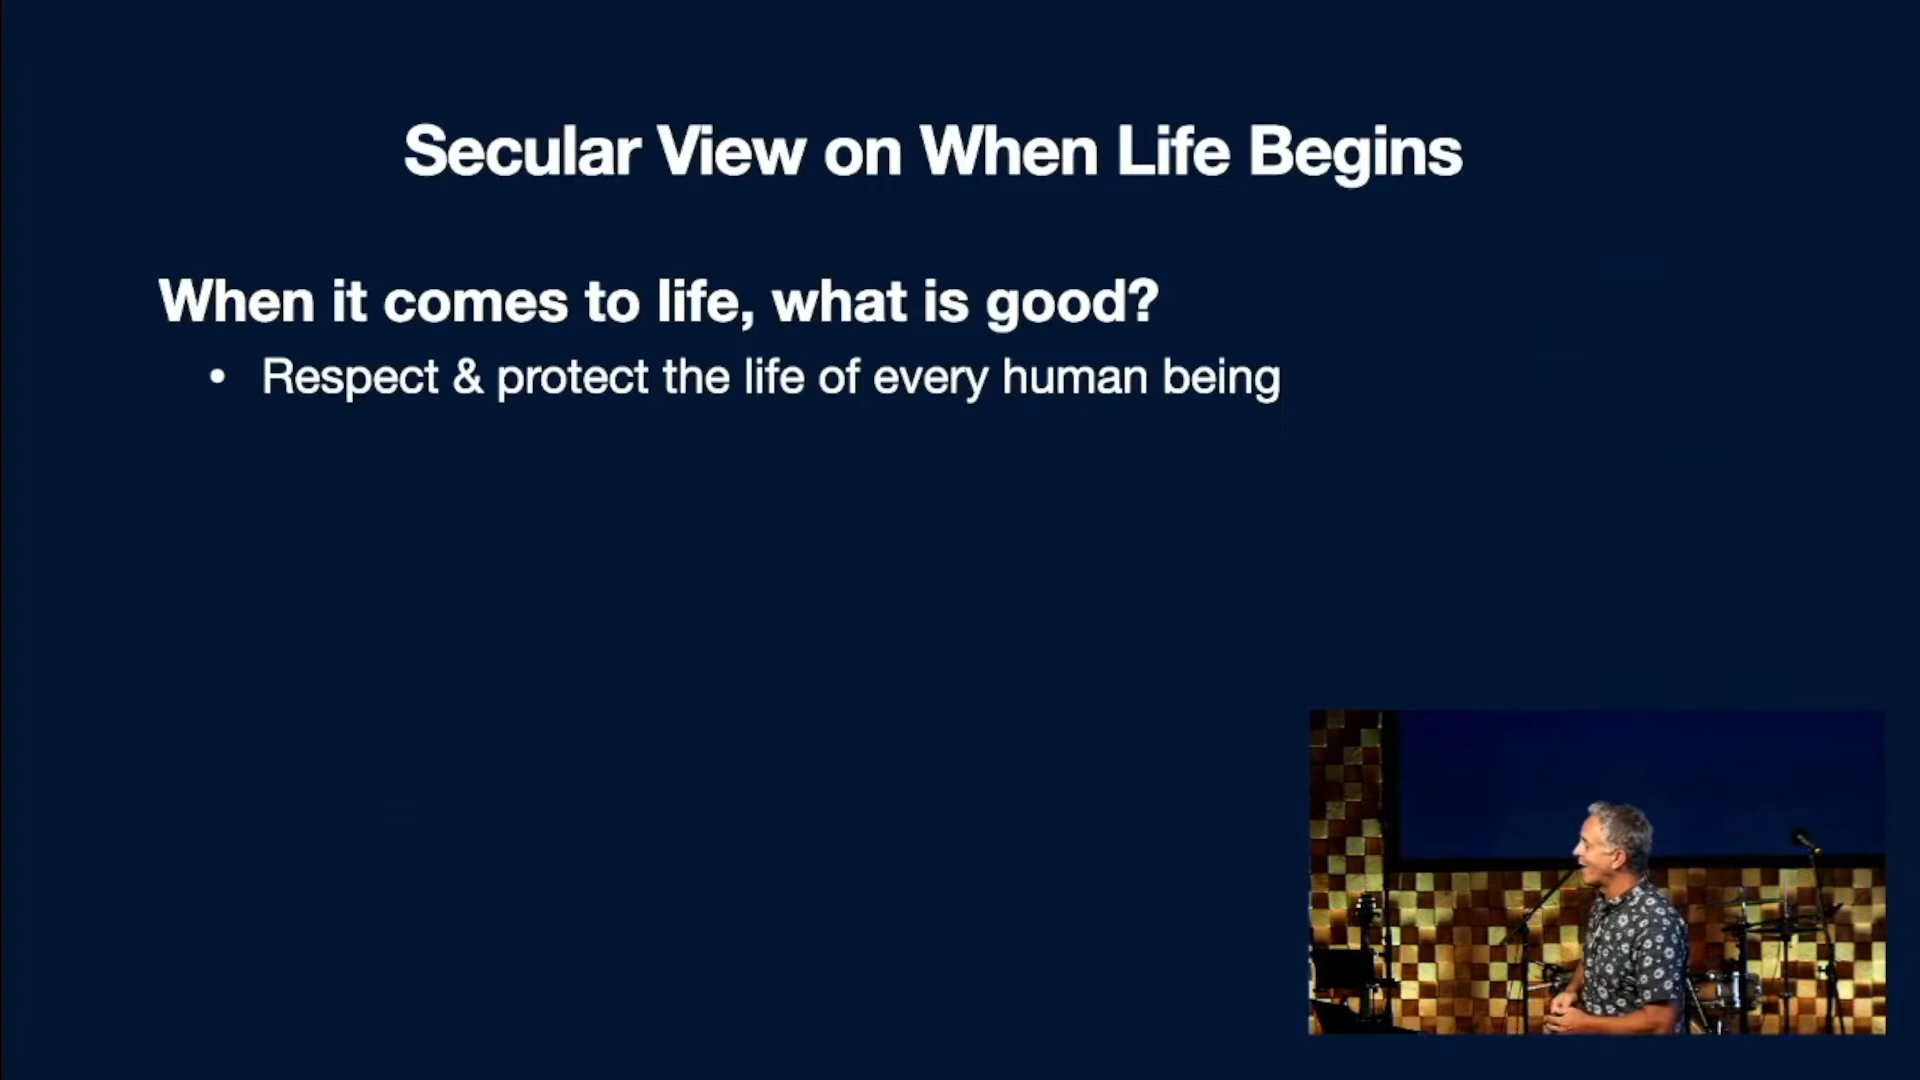 Secular View on When Life Begins
When it comes to life, what is good?
• Respect & protect the life of every human being